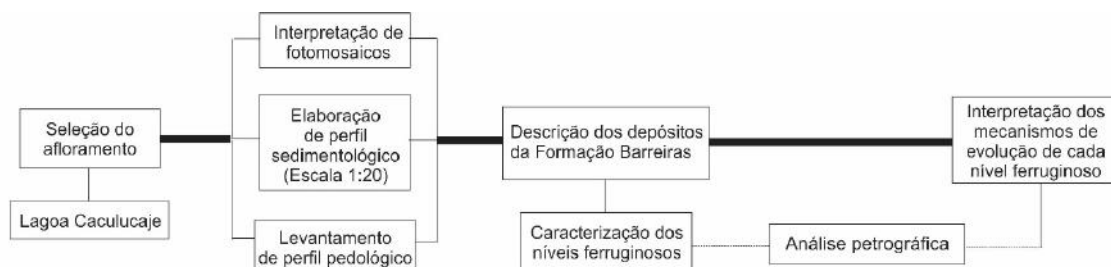 Seleção do
afloramento
Lagoa Caculucaje
Interpretação de
fotomosaicos
Elaboração
de perfil
sedimentológico
(Escala 1:20)
Levantamento
de perfil pedológico
Descrição dos depósitos
da Formação Barreiras
Caracterização dos
níveis ferruginosos
Análise petrográfica
Interpretação dos
mecanismos de
evolução de cada
nível ferruginoso